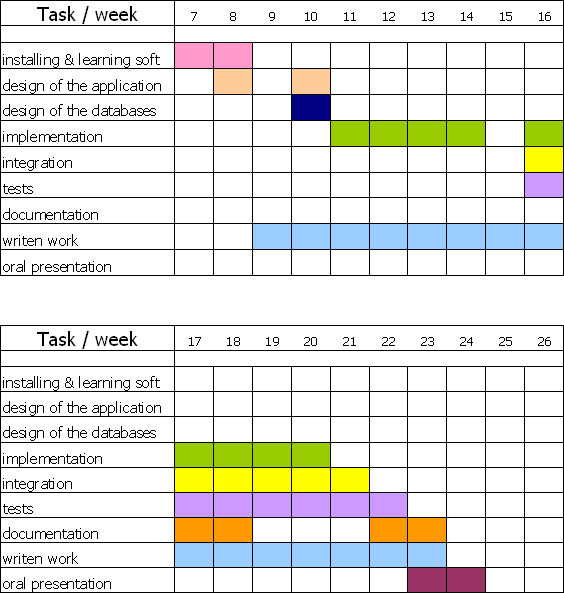 Task / week 7 8 9 10 11 12 13 14 15 16
installing & learning soft
design of the application
design of the databases
implementation
integration
tests
documentation
writen work
oral presentation
Task / week 17 18 19 20 21 22 23 24 25 26
installing & learning soft
design of the application
design of the databases
implementation
integration
tests
documentation
writen work
oral presentation